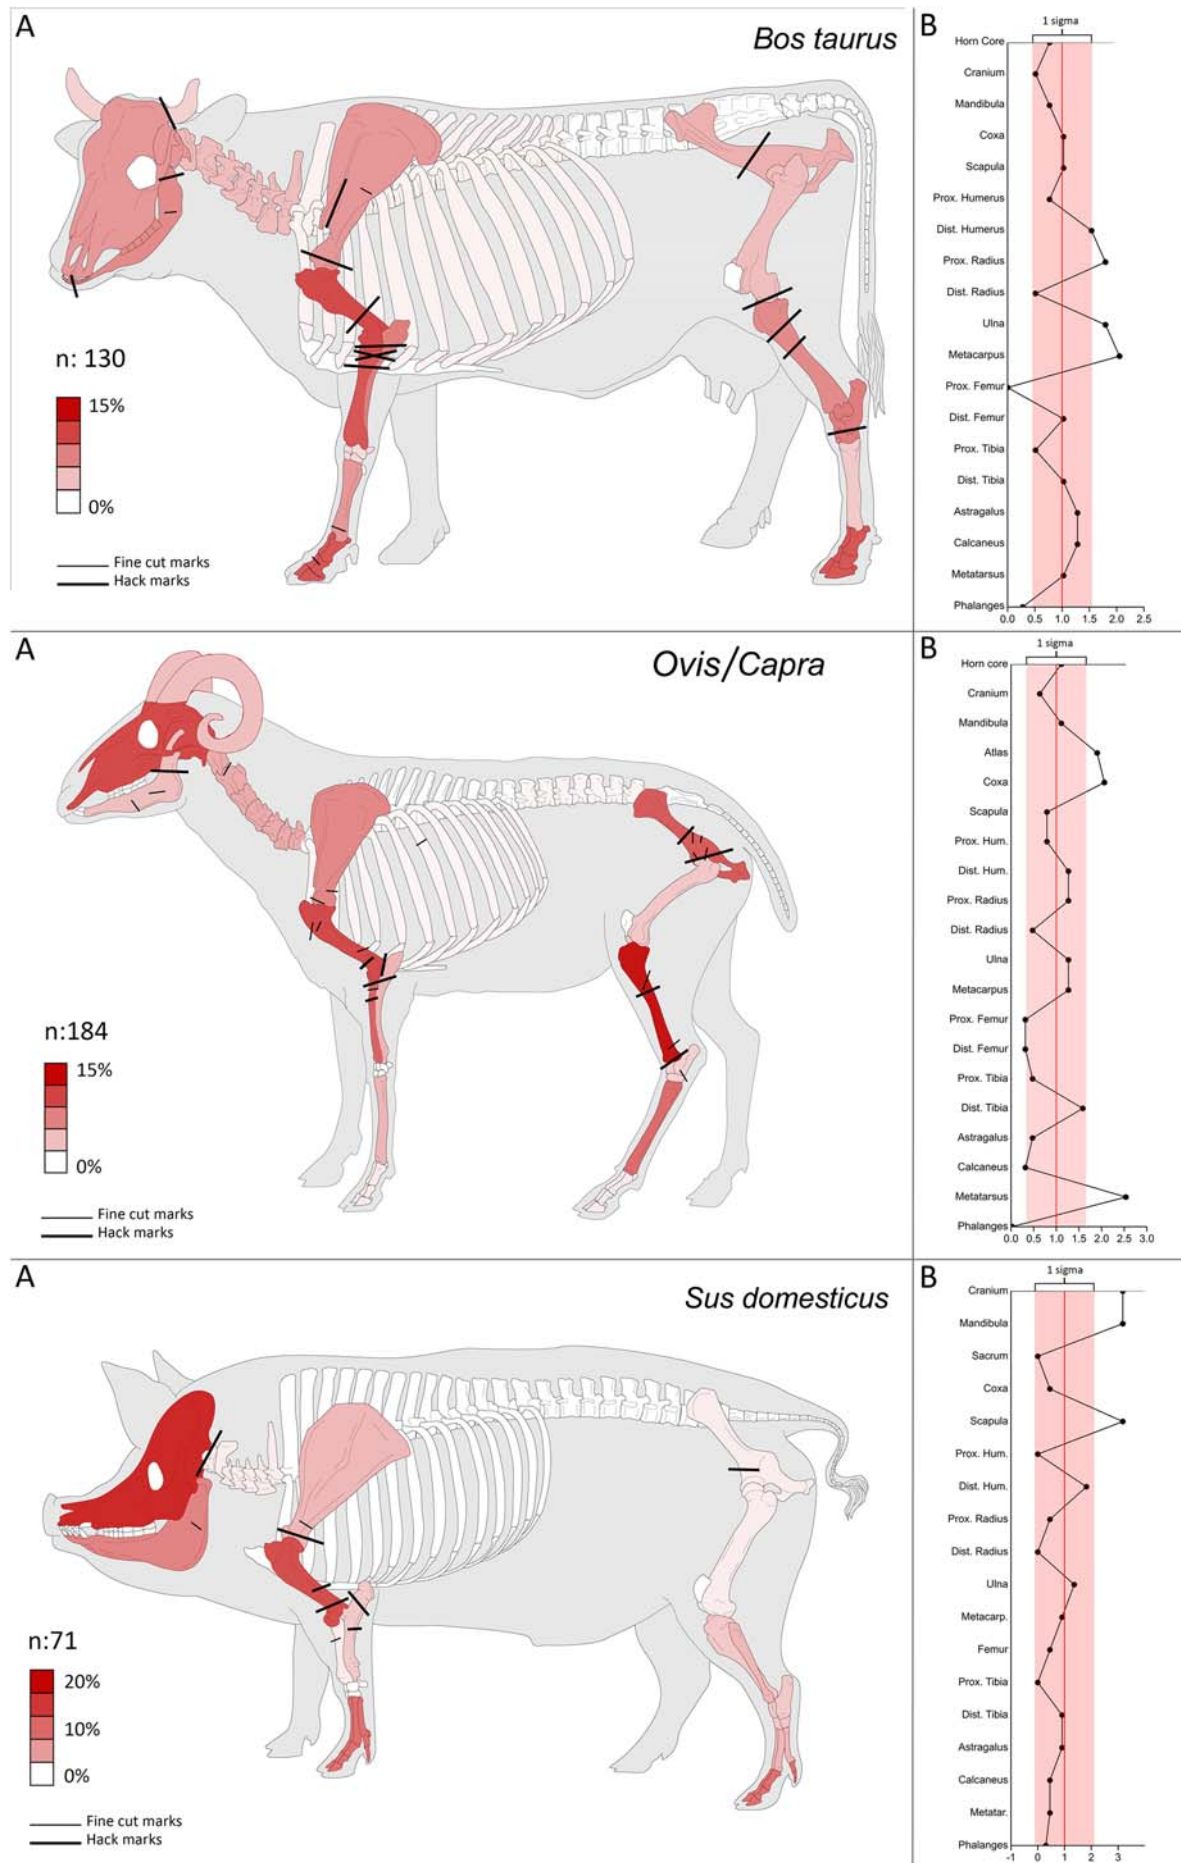 A
Bos taurus
n: 130
15%
0%
Fine cut marks
Hack marks
B
1 sigma
Horn Core
Cranium
Mandibula
Coxa
Scapula
Prox. Humerus
Dist. Humerus
Prox. Radius
Dist. Radius
Ulna
Metacarpus
Prox. Femur
Dist. Femur
Prox. Tibia
Dist. Tibia
Astragalus
Calcaneus
Metatarsus
Phalanges
0.0 0.5 1.0 1.5 2.0 2.5
A
Ovis/Capra
n:184
15%
0%
Fine cut marks
Hack marks
B
1 sigma
Horn core
Cranium
Mandibula
Atlas
Coxa
Scapula
Prox. Hum.
Dist. Hum.
Prox. Radius
Dist. Radius
Ulna
Metacarpus
Prox. Femur
Dist. Femur
Prox. Tibia
Dist. Tibia
Astragalus
Calcaneus
Metatarsus
Phalanges
0.0 0.5 1.0 1.5 2.0 2.5 3.0
A
Sus domesticus
n:71
20%
10%
0%
Fine cut marks
Hack marks
B
1 sigma
Cranium
Mandibula
Sacrum
Coxa
Scapula
Prox. Hum.
Dist. Hum.
Prox. Radius
Dist. Radius
Ulna
Metacarp.
Femur
Prox. Tibia
Dist. Tibia
Astragalus
Calcaneus
Metatar.
Phalanges
-1 0 1 2 3